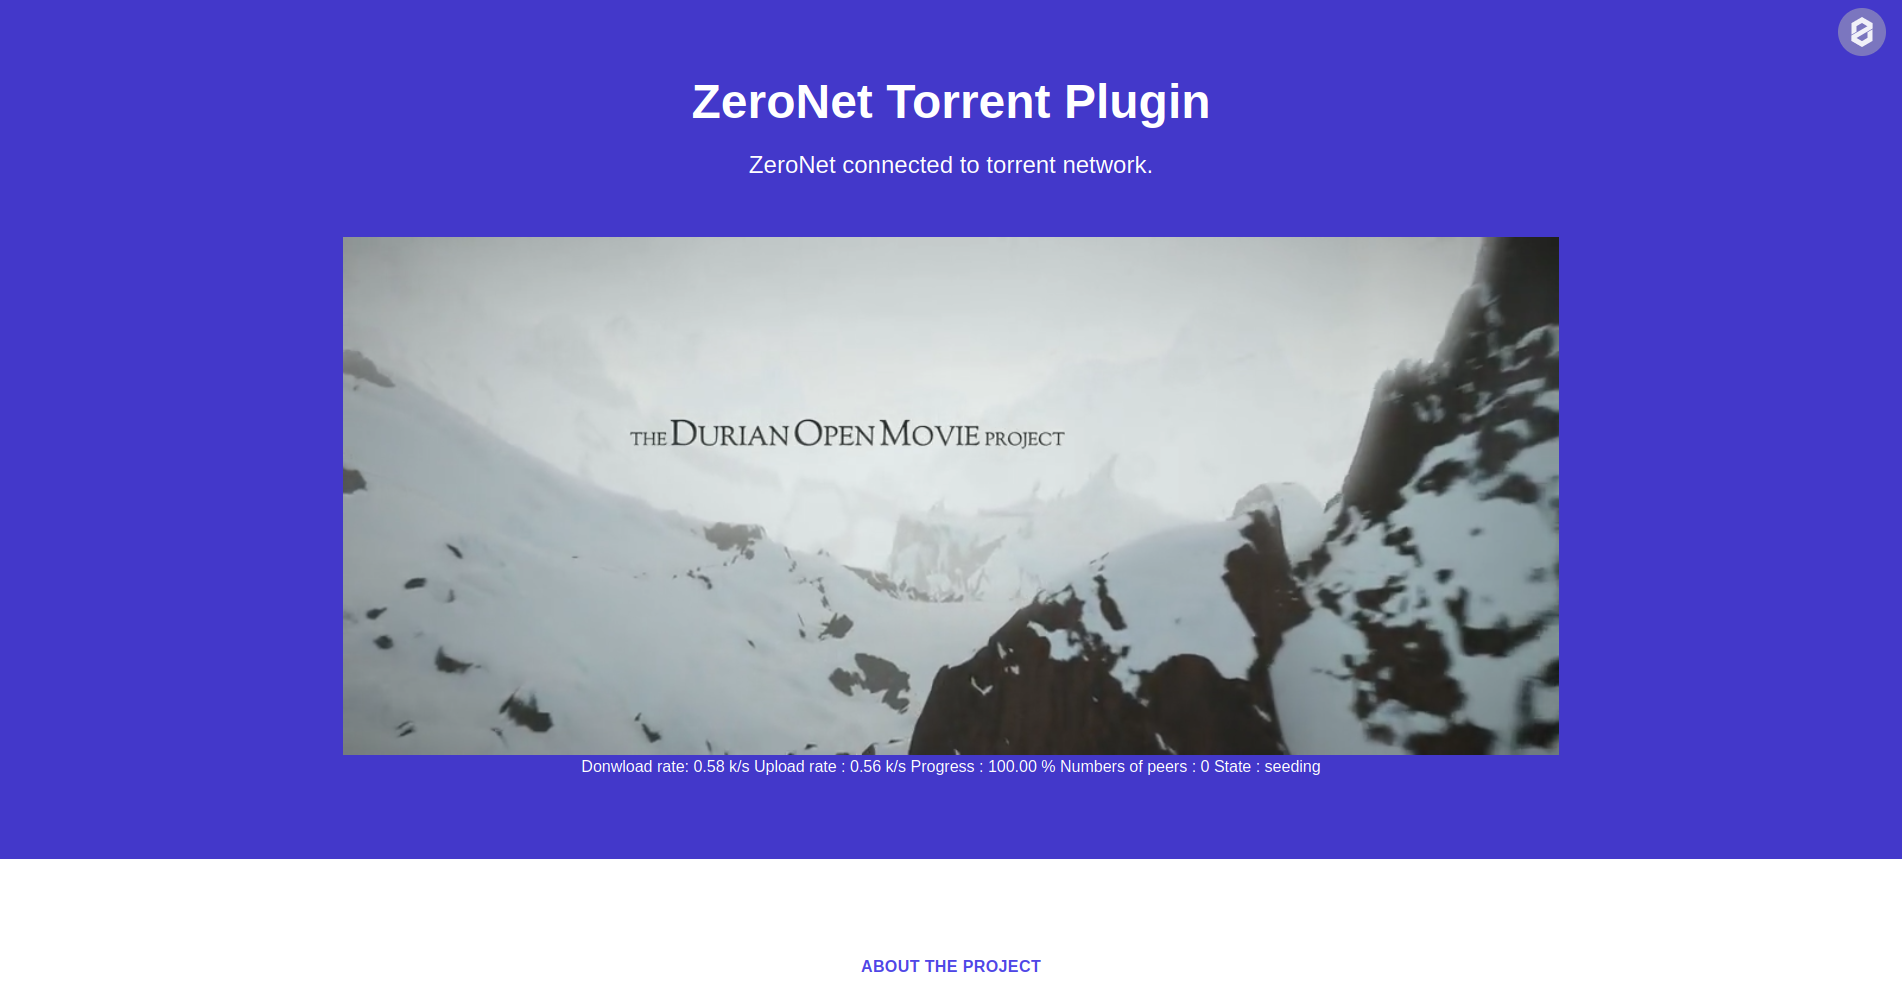 ZeroNet Torrent Plugin
ZeroNet connected to torrent network.
THE DURIAN OPEN MOVIE PROJECT
Donwload rate: 0.58 k/s Upload rate : 0.56 k/s Progress : 100.00 % Numbers of peers : 0 State : seeding
ABOUT THE PROJECT